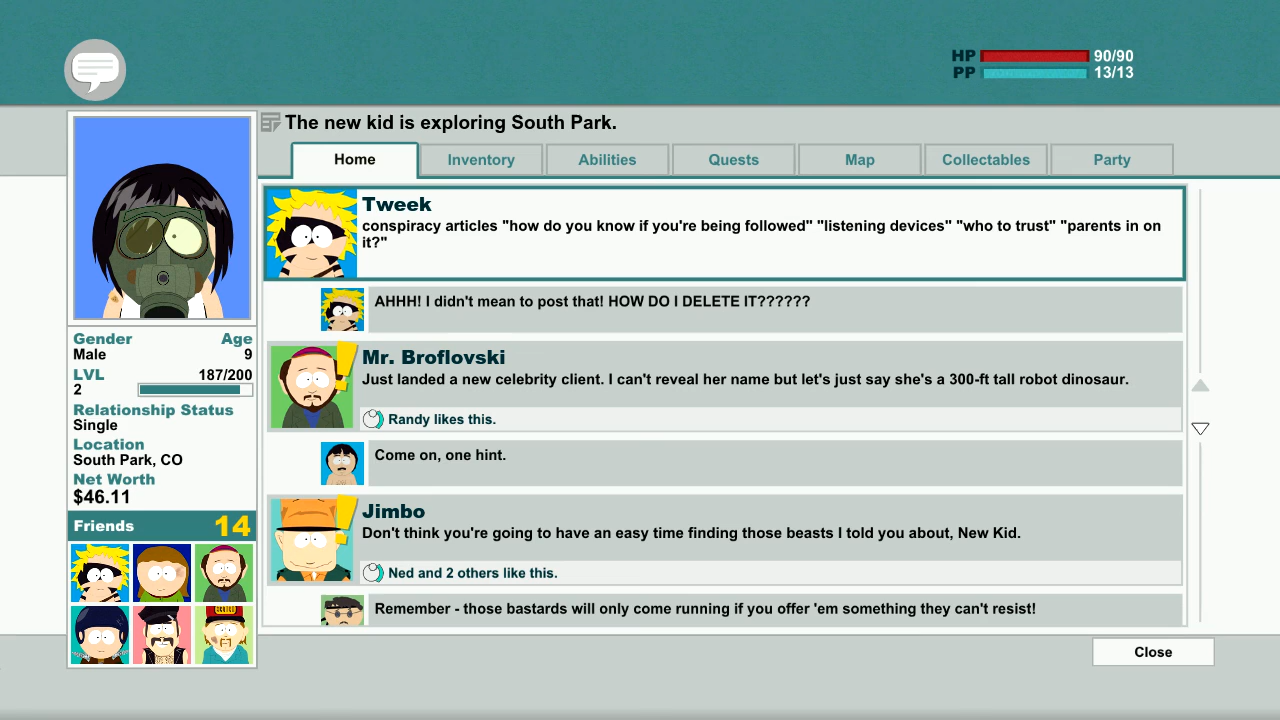 HP 90/90
PP 13/13
The new kid is exploring South Park.
Home Inventory Abilities Quests Map Collectables Party
Tweek
conspiracy articles "how do you know if you're being followed" "listening devices" "who to trust" "parents in on
it?"
AHHH! I didn't mean to post that! HOW DO I DELETE IT??????
Mr. Broflovski
Just landed a new celebrity client. I can't reveal her name but let's just say she's a 300-ft tall robot dinosaur.
Randy likes this.
Come on, one hint.
Jimbo
Don't think you're going to have an easy time finding those beasts I told you about, New Kid.
Ned and 2 others like this.
Remember - those bastards will only come running if you offer 'em something they can't resist!
Gender Age
Male 9
LVL 187/200
2
Relationship Status
Single
Location
South Park, CO
Net Worth
$46.11
Friends 14
Close